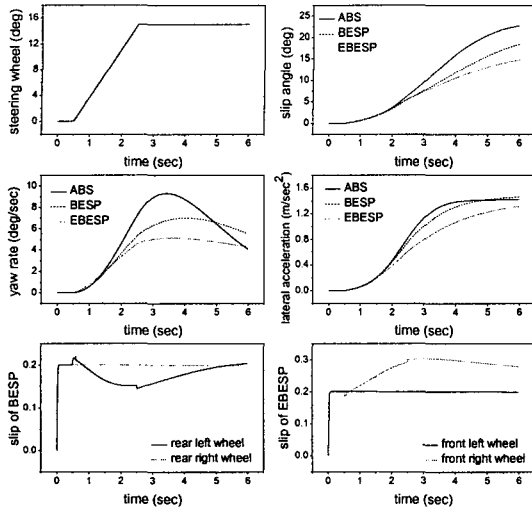 steering wheel (deg)
15
10
5
0
0 1 2 3 4 5 6
time (sec)
slip angle (deg)
25
20
15
10
5
0
ABS
BESP
EBESP
0 1 2 3 4 5 6
time (sec)
yaw rate (deg/sec)
10
8
6
4
2
0
ABS
BESP
EBESP
0 1 2 3 4 5 6
time (sec)
lateral acceleration (m/sec²)
1.6
1.2
0.8
0.4
0.0
ABS
BESP
EBESP
0 1 2 3 4 5 6
time (sec)
slip of BESP
0.2
0.1
0.0
rear left wheel
rear right wheel
0 1 2 3 4 5 6
time (sec)
slip of EBESP
0.3
0.2
0.1
0.0
front left wheel
front right wheel
0 1 2 3 4 5 6
time (sec)